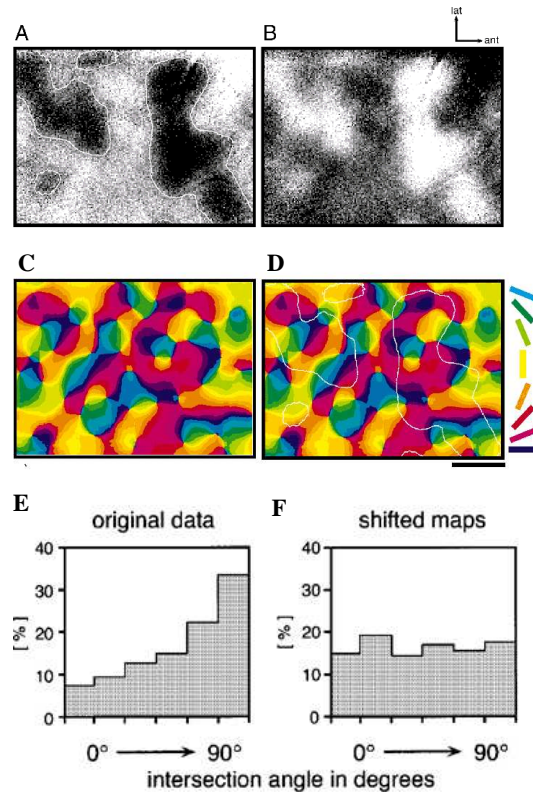 lat
ant
A
B
C
D
E
F
original data
shifted maps
40
30
20
10
0
[ % ]
40
30
20
10
0
[ % ]
0° 90°
0° 90°
intersection angle in degrees